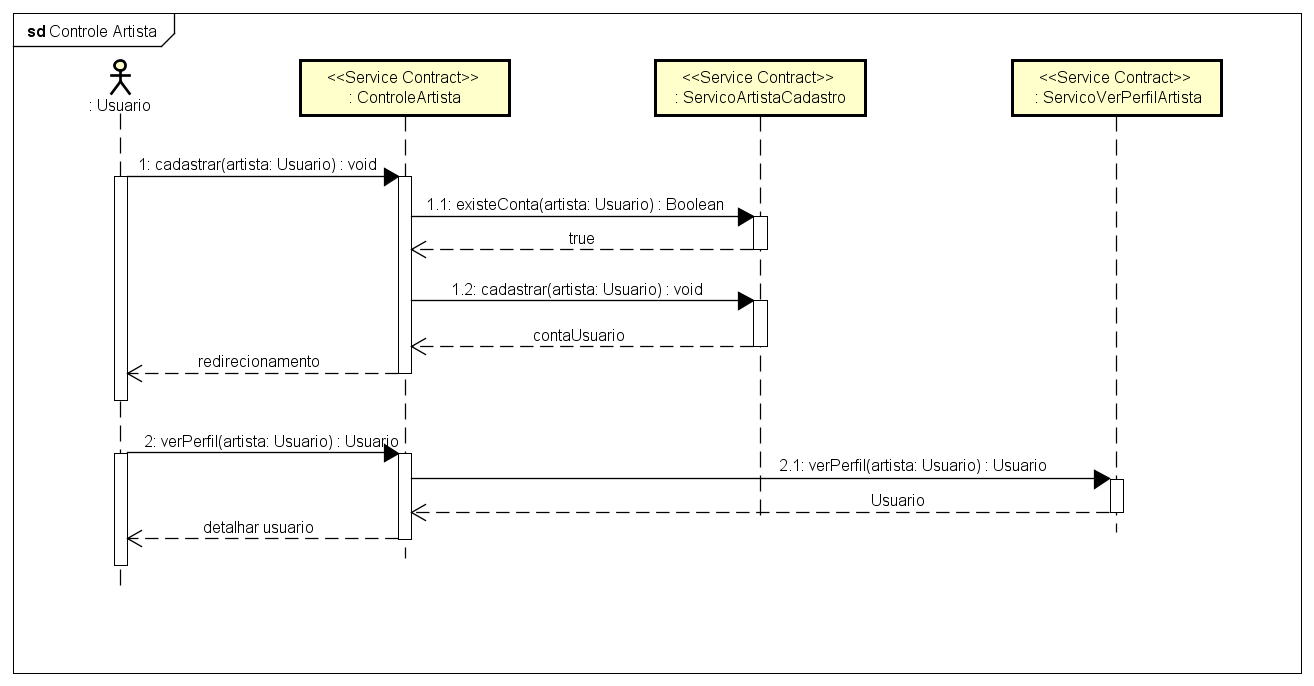 sd Controle Artista
: Usuario
<<Service Contract>>
: ControleArtista
<<Service Contract>>
: ServicoArtistaCadastro
<<Service Contract>>
: ServicoVerPerfilArtista
1: cadastrar(artista: Usuario) : void
1.1: existeConta(artista: Usuario) : Boolean
true
1.2: cadastrar(artista: Usuario) : void
contaUsuario
redirecionamento
2: verPerfil(artista: Usuario) : Usuario
2.1: verPerfil(artista: Usuario) : Usuario
Usuario
detalhar usuario